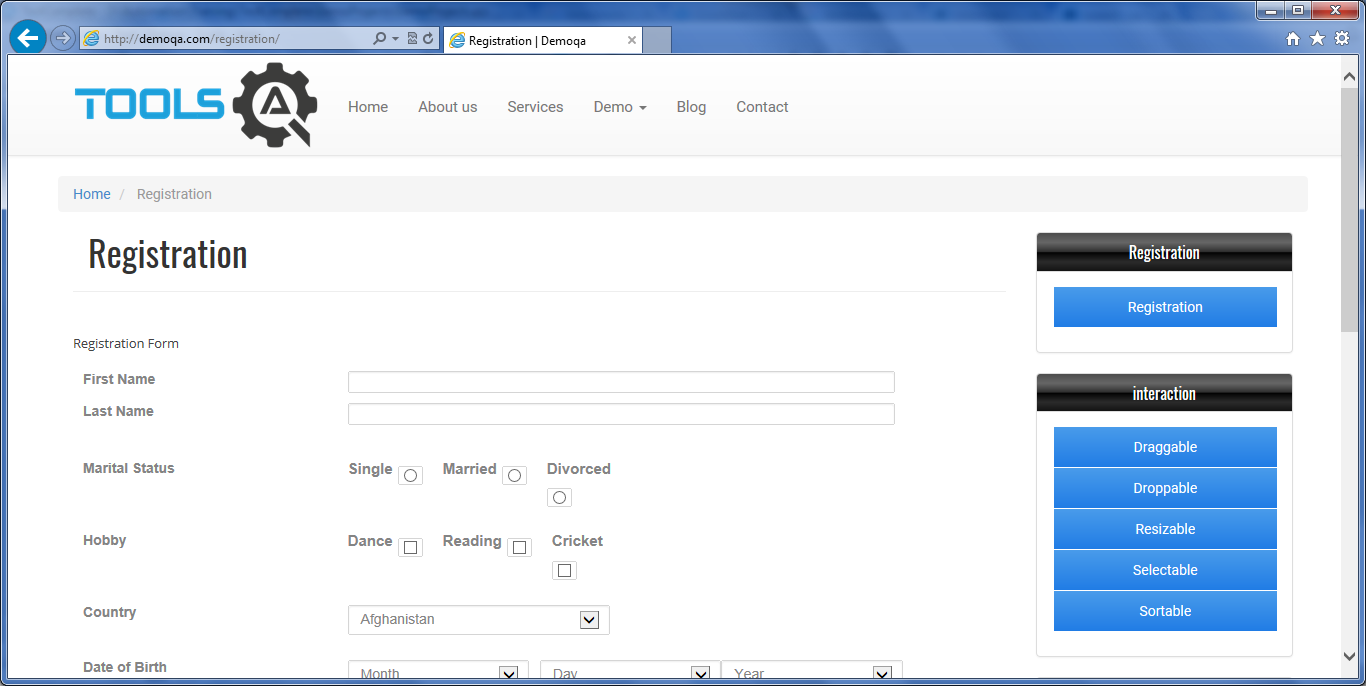 http://demoqa.com/registration/
Registration | Demoqa
TOOLS QA
Home About us Services Demo Blog Contact
Home / Registration
Registration
Registration Form
First Name
Last Name
Marital Status Single Married Divorced
Hobby Dance Reading Cricket
Country Afghanistan
Date of Birth Month Day Year
Registration
Registration
interaction
Draggable
Droppable
Resizable
Selectable
Sortable